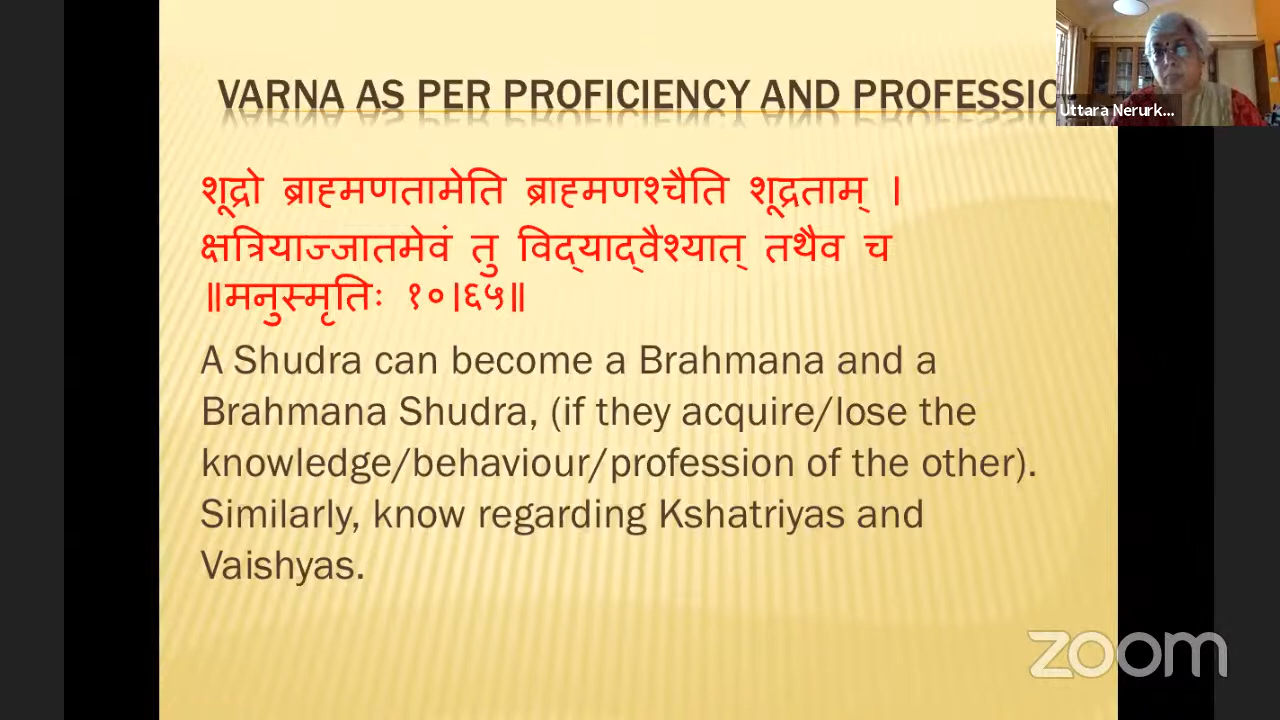 VARNA AS PER PROFICIENCY AND PROFESSIO
Uttara Nerurk...
शूद्रो ब्राह्मणतामेति ब्राह्मणश्चैति शूद्रताम् ।
क्षत्रियाज्जातमेवं तु विद्याद्वैश्यात् तथैव च
॥मनुस्मृतिः १०।६५॥
A Shudra can become a Brahmana and a
Brahmana Shudra, (if they acquire/lose the
knowledge/behaviour/profession of the other).
Similarly, know regarding Kshatriyas and
Vaishyas.
zoom